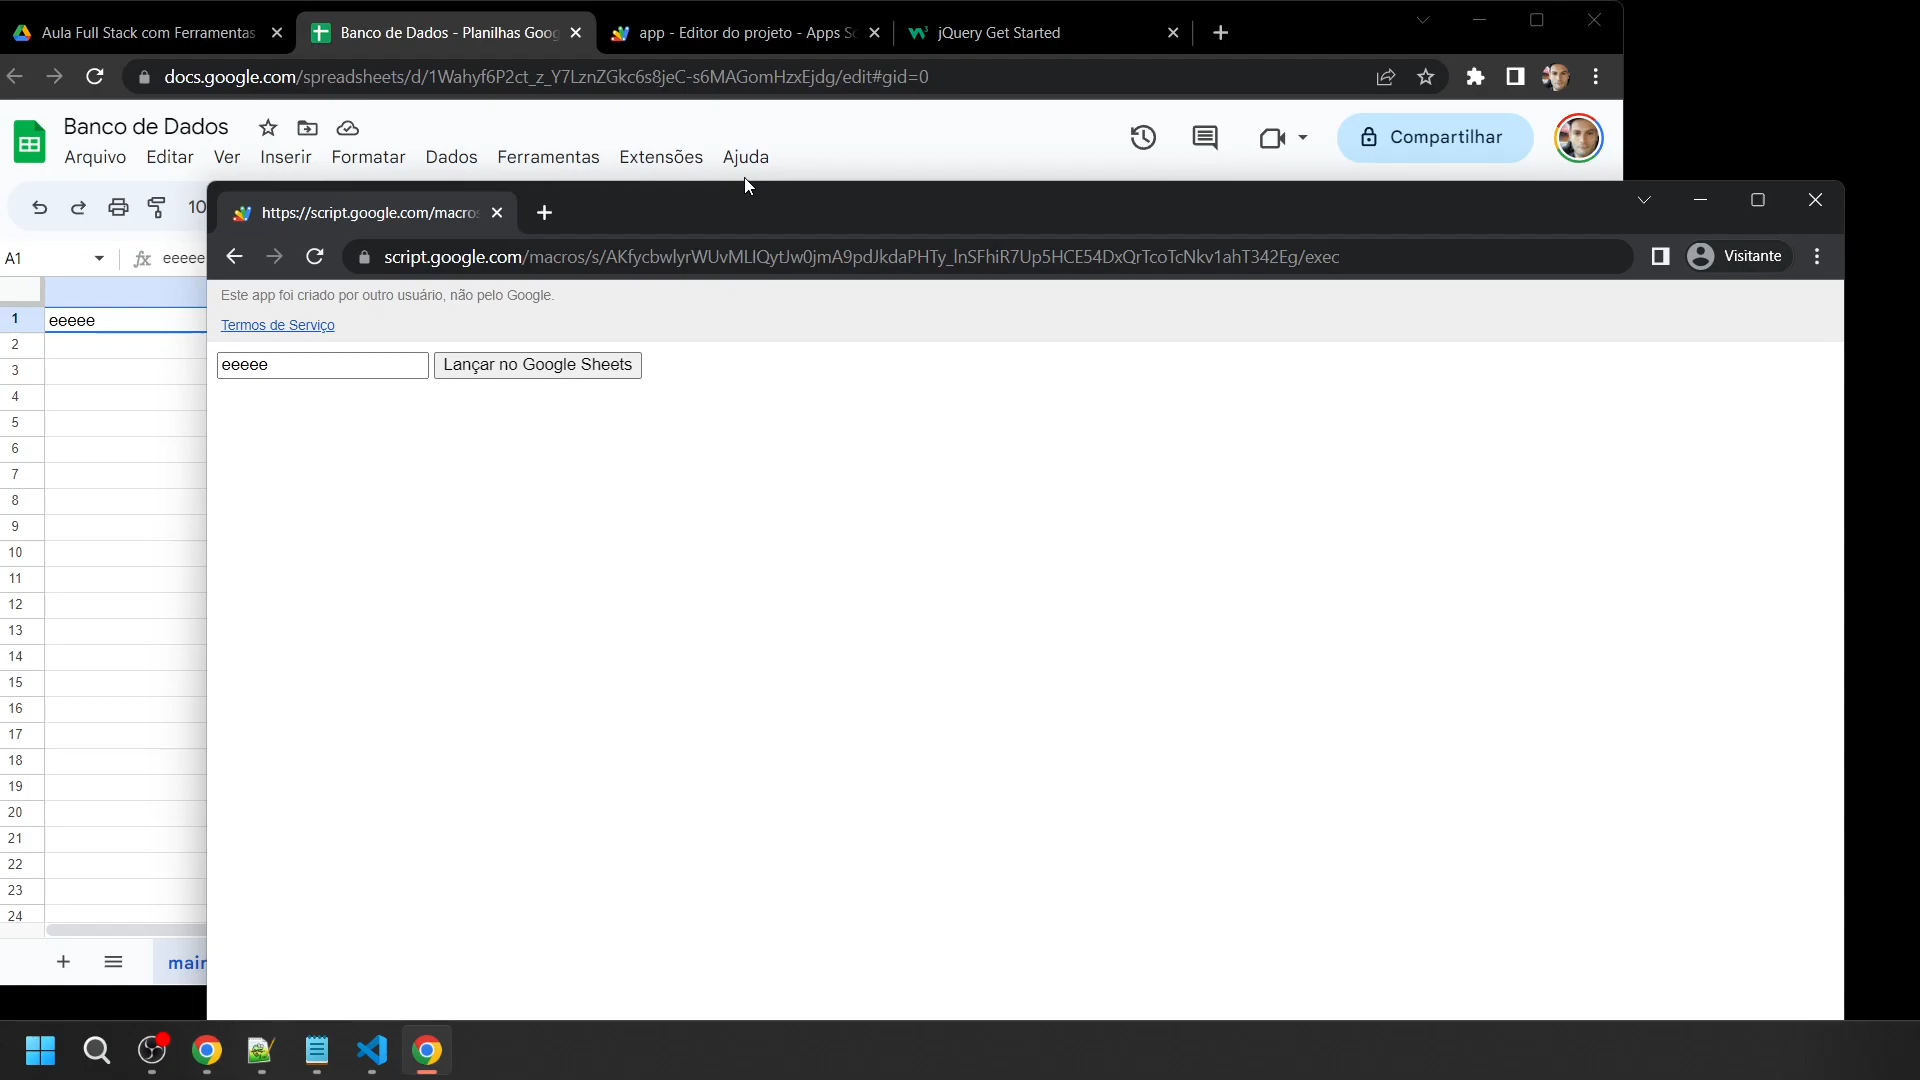 Aula Full Stack com Ferramentas
Banco de Dados - Planilhas Goog
app - Editor do projeto - Apps Sc
jQuery Get Started
docs.google.com/spreadsheets/d/1Wahyf6P2ct_z_Y7LznZGkc6s8jeC-s6MAGomHzxEjdg/edit#gid=0
Banco de Dados
Compartilhar
Arquivo Editar Ver Inserir Formatar Dados Ferramentas Extensões Ajuda
10
https://script.google.com/macros
A1
fx eeeee
script.google.com/macros/s/AKfycbwlyrWUvMLIQytJw0jmA9pdJkdaPHTy_lnSFhiR7Up5HCE54DxQrTcoTcNkv1ahT342Eg/exec
Visitante
Este app foi criado por outro usuário, não pelo Google.
Termos de Serviço
1 eeeee
eeeee Lançar no Google Sheets
2
3
4
5
6
7
8
9
10
11
12
13
14
15
16
17
18
19
20
21
22
23
24
main